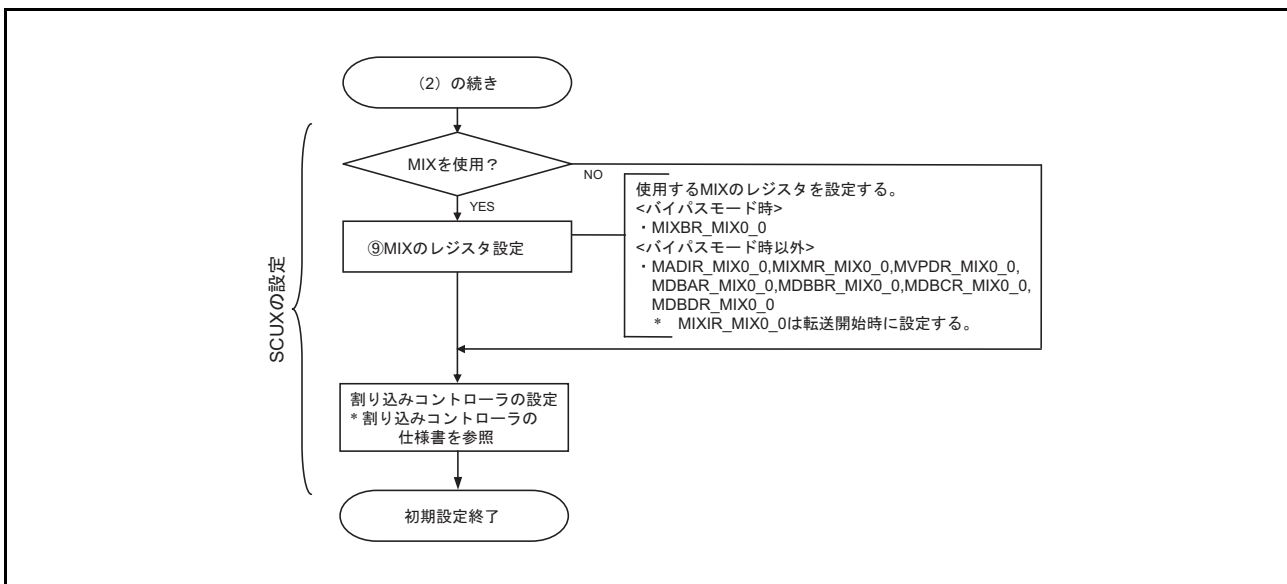 （2）の続き
MIXを使用？
NO
YES
⑨MIXのレジスタ設定
使用するMIXのレジスタを設定する。
<バイパスモード時>
・MIXBR_MIX0_0
<バイパスモード時以外>
・MADIR_MIX0_0,MIXMR_MIX0_0,MVPDR_MIX0_0,
MDBAR_MIX0_0,MDBBR_MIX0_0,MDBCR_MIX0_0,
MDBDR_MIX0_0
* MIXIR_MIX0_0は転送開始時に設定する。
SCUXの設定
割り込みコントローラの設定
* 割り込みコントローラの
仕様書を参照
初期設定終了